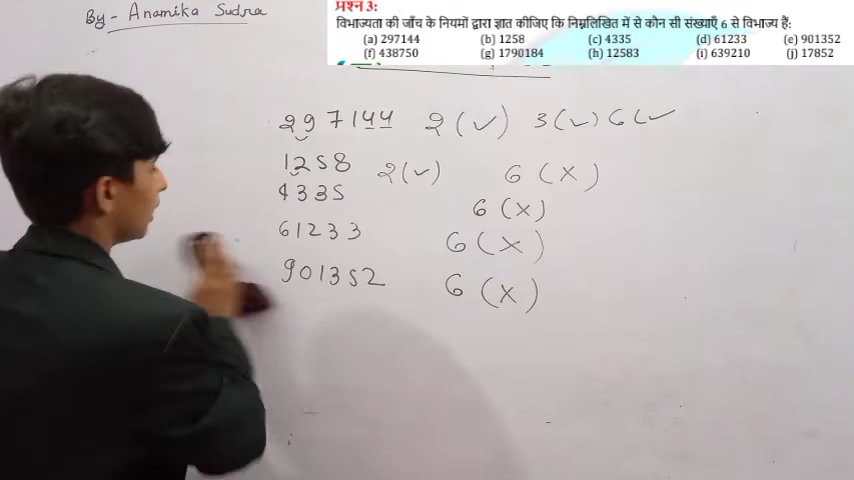 By - Anamika Sudra
प्रश्न 3:
विभाज्यता की जाँच के नियमों द्वारा ज्ञात कीजिए कि निम्नलिखित में से कौन सी संख्याएँ 6 से विभाज्य हैं:
(a) 297144 (b) 1258 (c) 4335 (d) 61233 (e) 901352
(f) 438750 (g) 1790184 (h) 12583 (i) 639210 (j) 17852
297144 2(✓) 3(✓) 6(✓
1258 2(✓) 6(X)
4335 6(X)
61233 6(X)
901352 6(X)